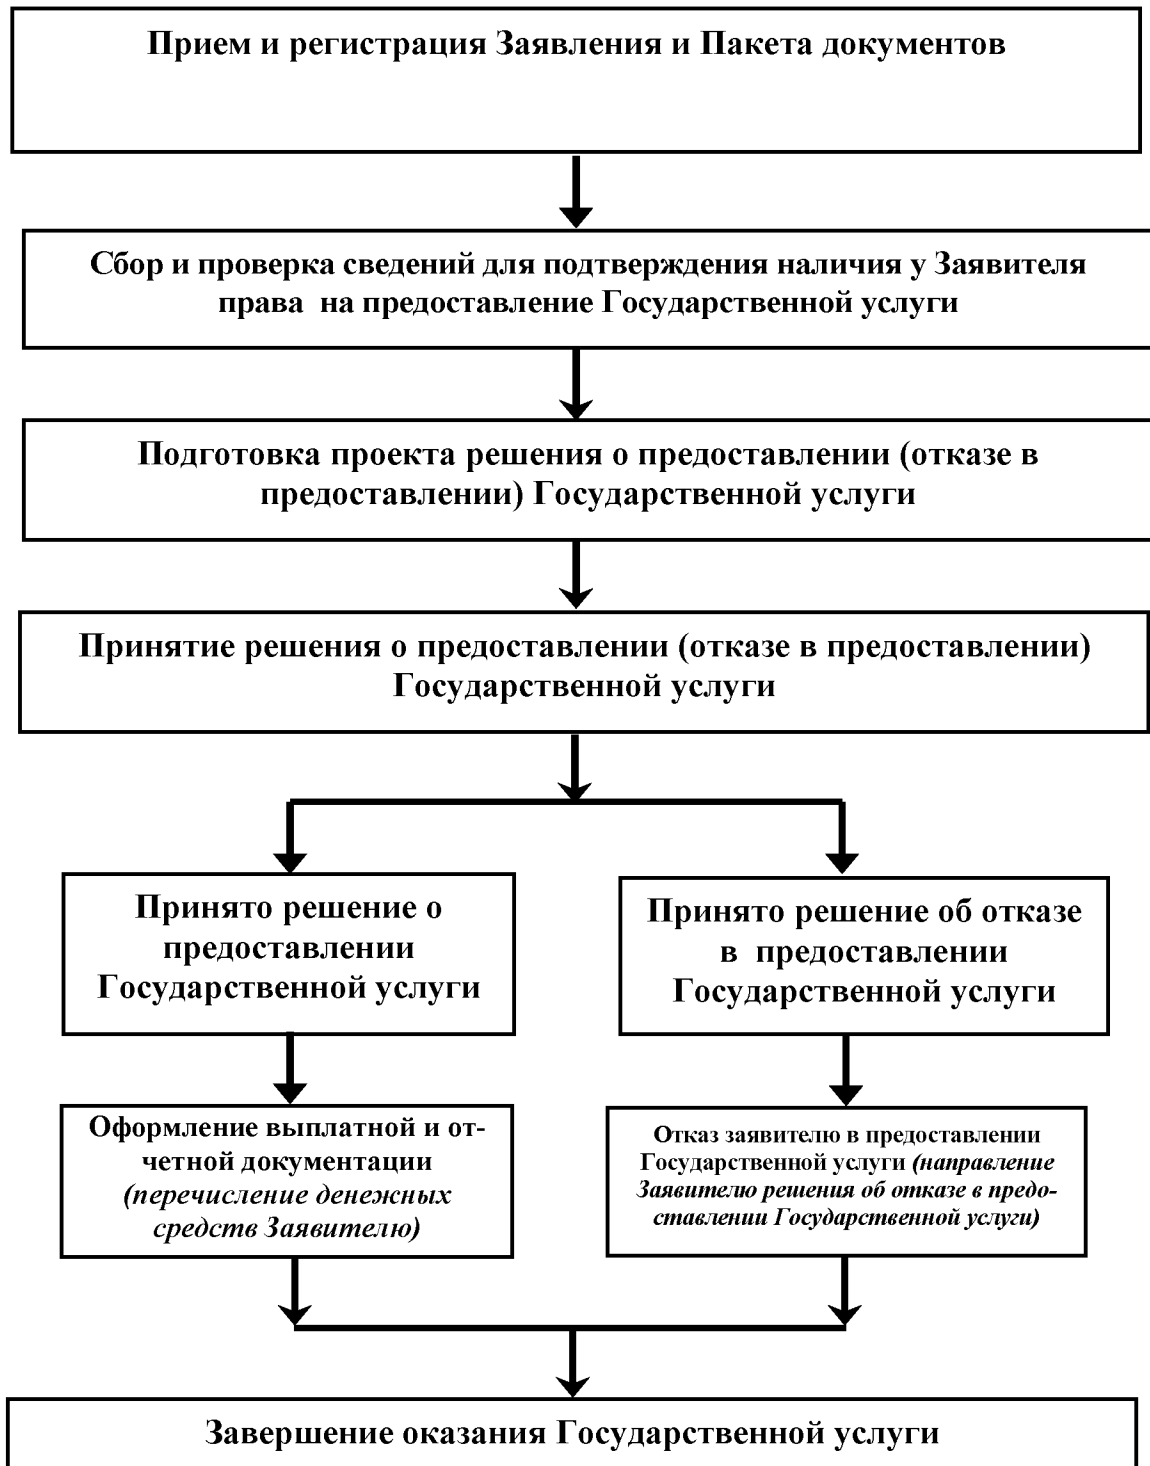 Прием и регистрация Заявления и Пакета документов
Сбор и проверка сведений для подтверждения наличия у Заявителя
права на предоставление Государственной услуги
Подготовка проекта решения о предоставлении (отказе в
предоставлении) Государственной услуги
Принятие решения о предоставлении (отказе в предоставлении)
Государственной услуги
Принято решение о
предоставлении
Государственной услуги
Принято решение об отказе
в предоставлении
Государственной услуги
Оформление выплатной и от-
четной документации
(перечисление денежных
средств Заявителю)
Отказ заявителю в предоставлении
Государственной услуги (направление
Заявителю решения об отказе в предо-
ставлении Государственной услуги)
Завершение оказания Государственной услуги